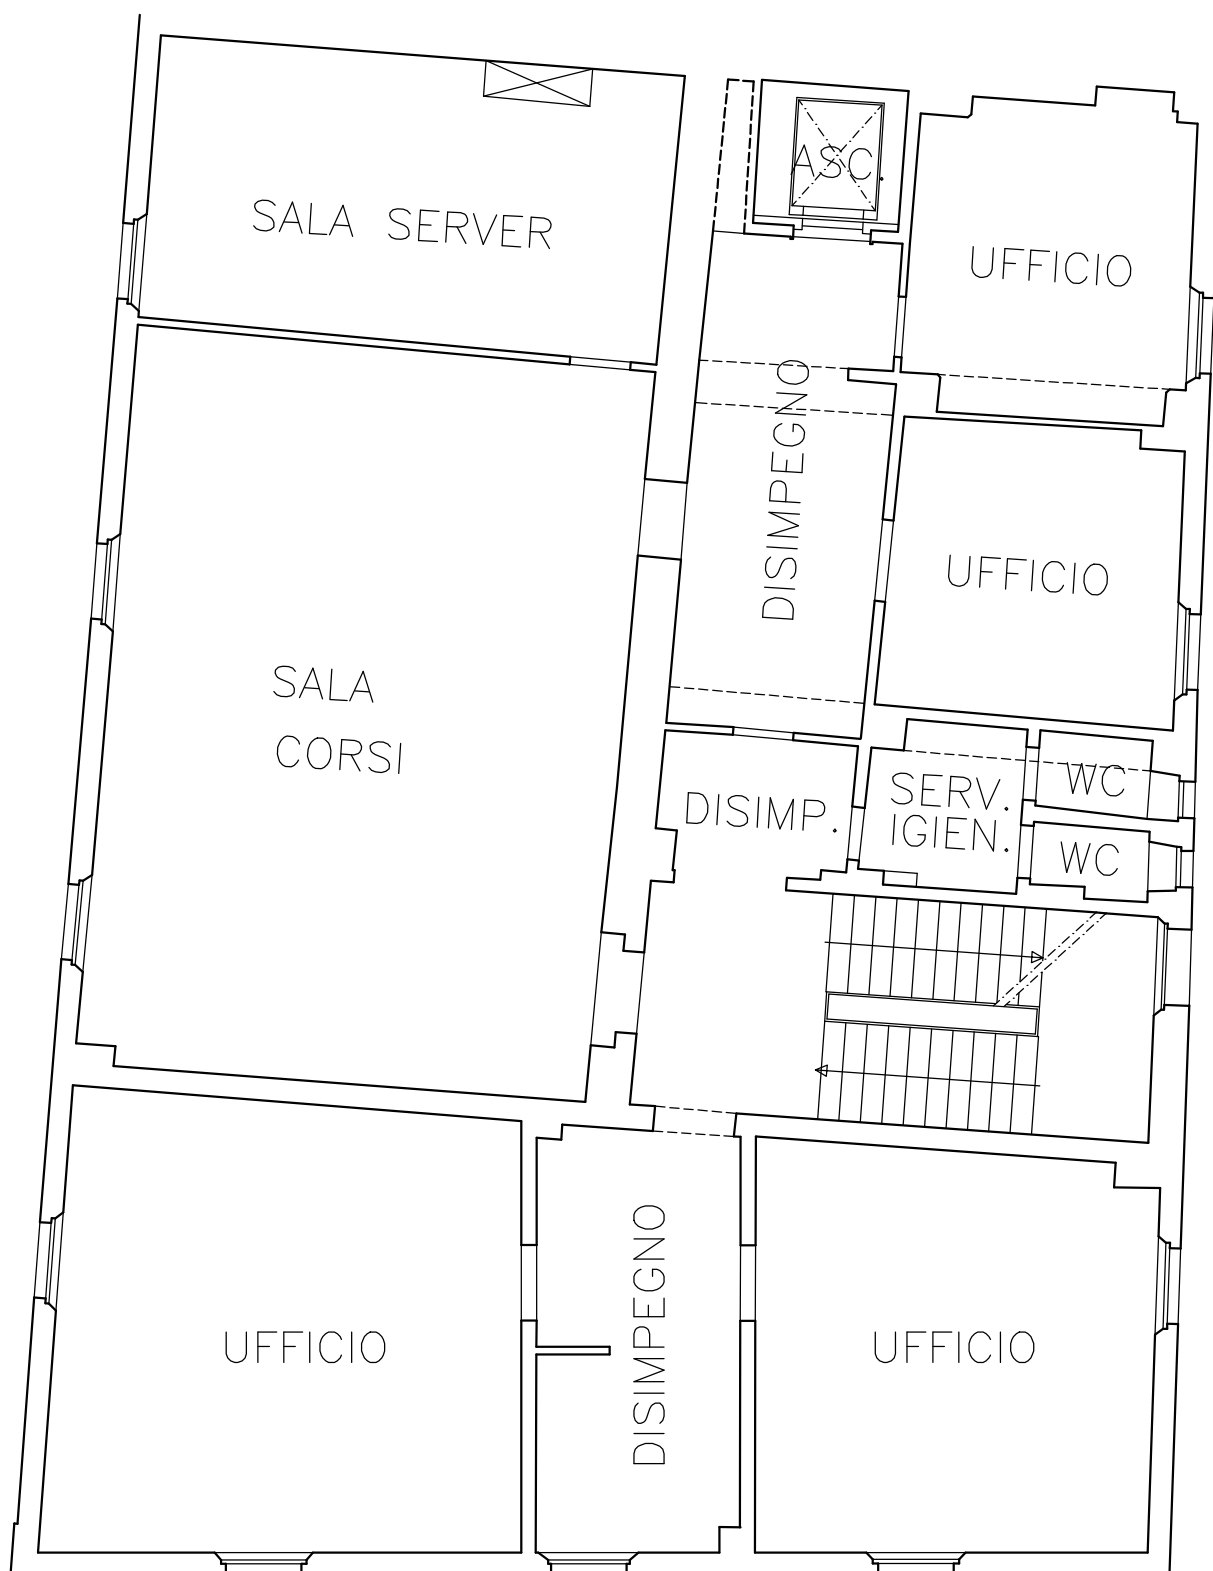 ASC.
SALA SERVER
UFFICIO
DISIMPEGNO
UFFICIO
SALA
CORSI
WC
SERV.
IGIEN.
DISIMP.
WC
DISIMPEGNO
UFFICIO
UFFICIO